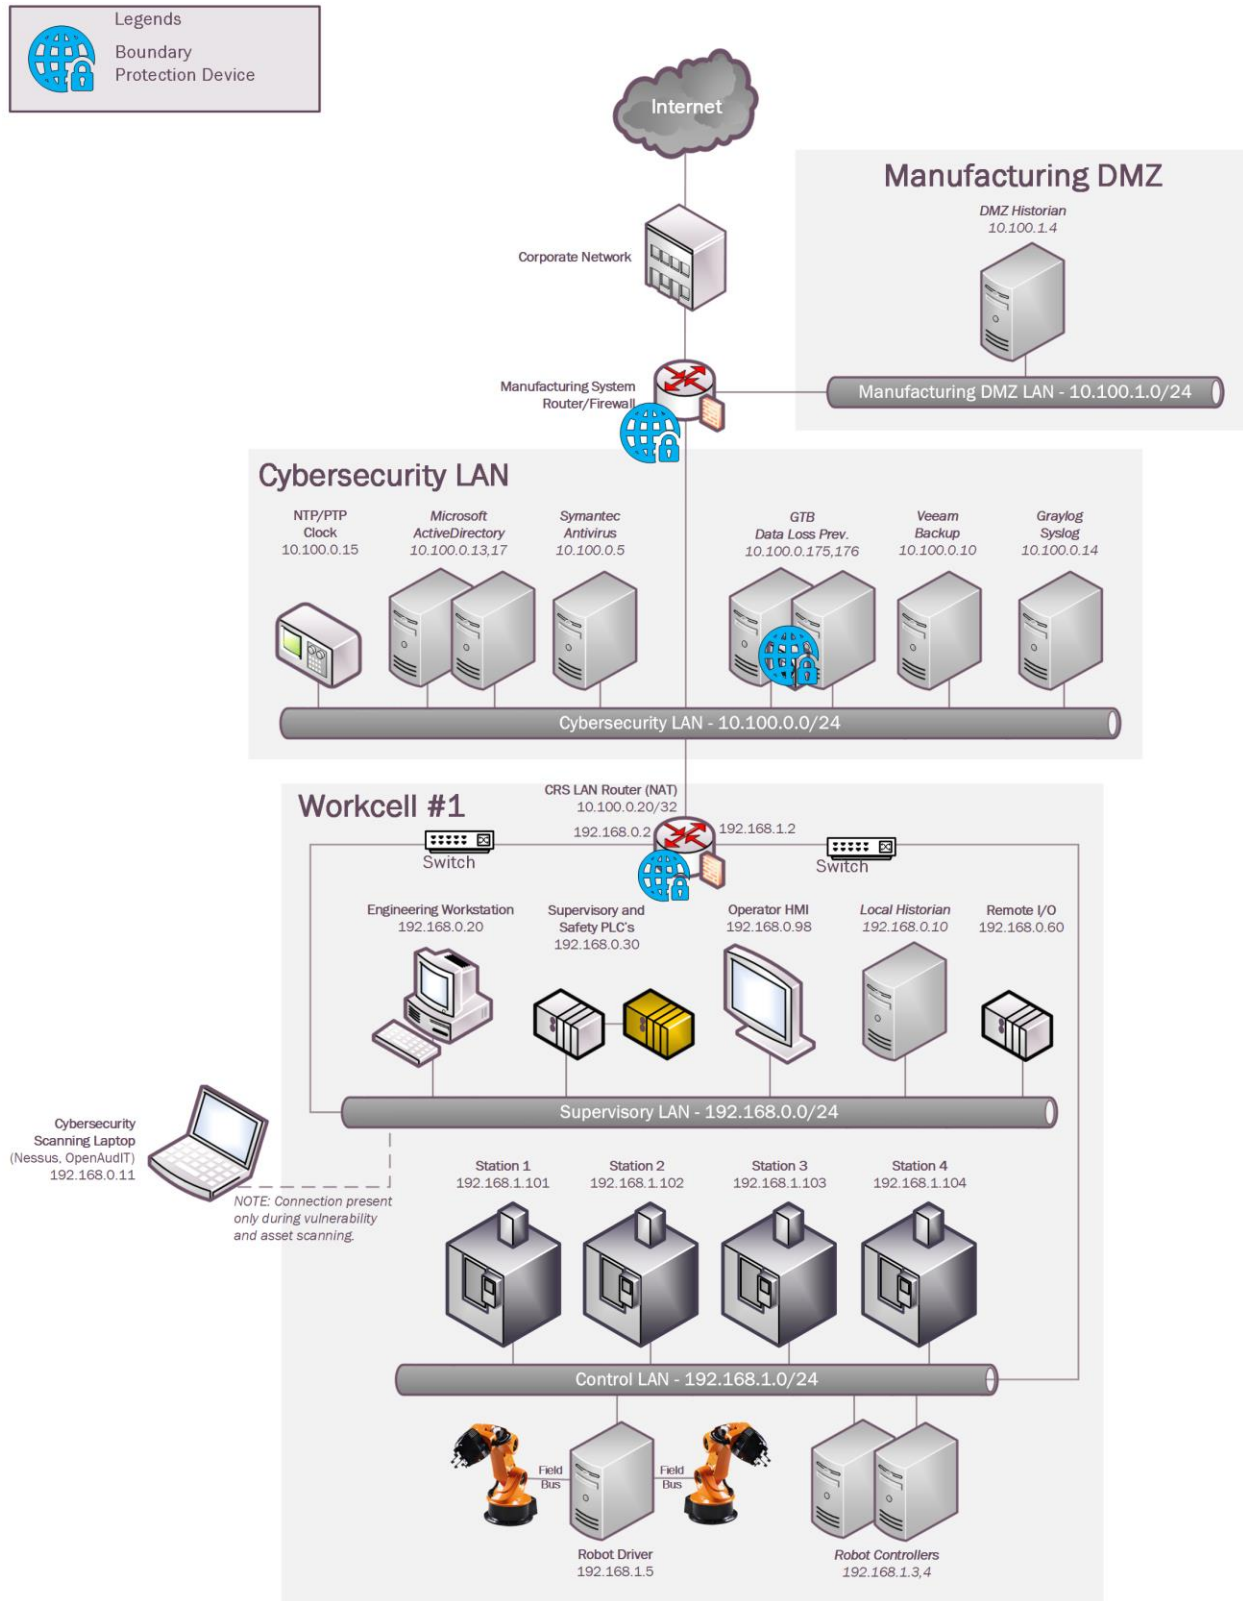 Legends
Boundary
Protection Device
Internet
Manufacturing DMZ
DMZ Historian
10.100.1.4
Corporate Network
Manufacturing System
Router/Firewall
Manufacturing DMZ LAN - 10.100.1.0/24
Cybersecurity LAN
NTP/PTP
Clock
10.100.0.15
Microsoft
ActiveDirectory
10.100.0.13,17
Symantec
Antivirus
10.100.0.5
GTB
Data Loss Prev.
10.100.0.175,176
Veeam
Backup
10.100.0.10
Graylog
Syslog
10.100.0.14
Cybersecurity LAN - 10.100.0.0/24
Workcell #1
CRS LAN Router (NAT)
10.100.0.20/32
192.168.0.2
192.168.1.2
Switch
Switch
Engineering Workstation
192.168.0.20
Supervisory and
Safety PLC's
192.168.0.30
Operator HMI
192.168.0.98
Local Historian
192.168.0.10
Remote I/O
192.168.0.60
Supervisory LAN - 192.168.0.0/24
Cybersecurity
Scanning Laptop
(Nessus, OpenAudIT)
192.168.0.11
NOTE: Connection present
only during vulnerability
and asset scanning.
Station 1
192.168.1.101
Station 2
192.168.1.102
Station 3
192.168.1.103
Station 4
192.168.1.104
Control LAN - 192.168.1.0/24
Field
Bus
Field
Bus
Robot Driver
192.168.1.5
Robot Controllers
192.168.1.3,4